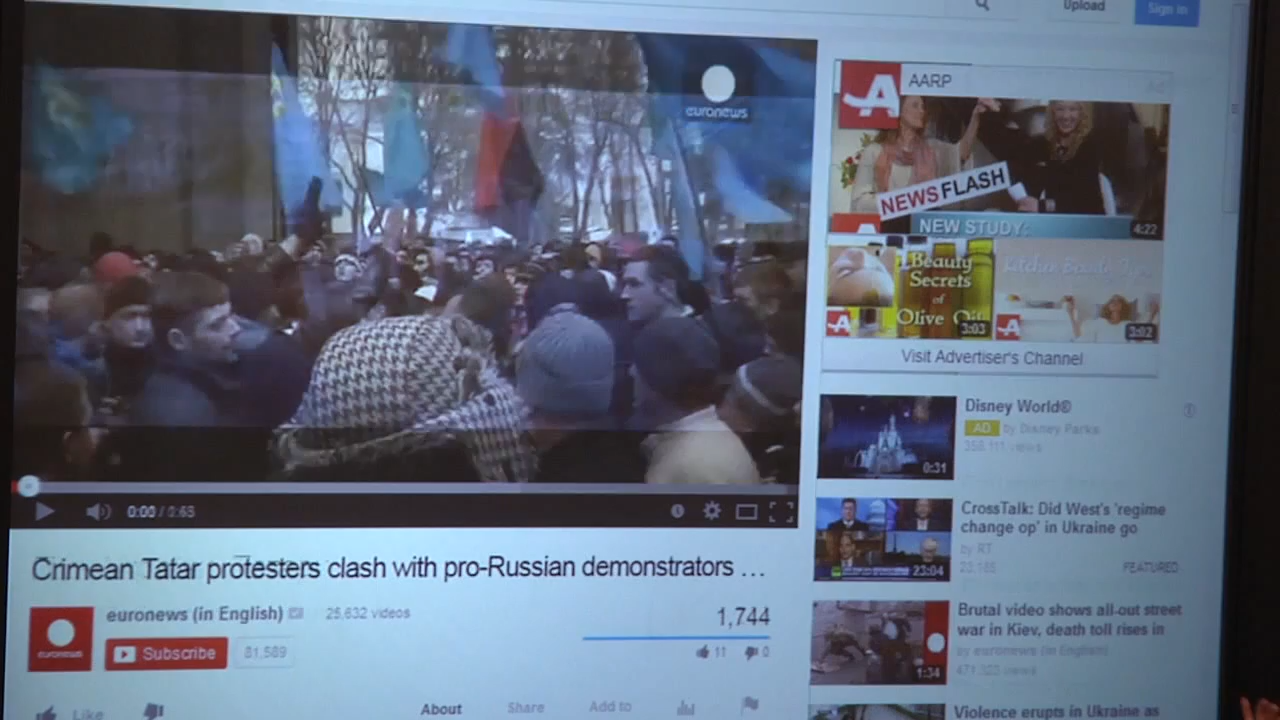 Upload
Sign in
euronews
AARP
Ad
NEWS FLASH
NEW STUDY:
4:22
Beauty
Secrets
of
Olive Oil
3:03
3:02
Visit Advertiser's Channel
Disney World®
AD by Disney Parks
views
0:31
CrossTalk: Did West's 'regime
change op' in Ukraine go
by RT
FEATURED
23:04
Brutal video shows all-out street
war in Kiev, death toll rises in
by euronews (in English)
views
1:34
Violence erupts in Ukraine as
0:00
Crimean Tatar protesters clash with pro-Russian demonstrators ...
euronews (in English) 25,632 videos
euronews
Subscribe 81,589
1,744
11 0
Like
About Share Add to